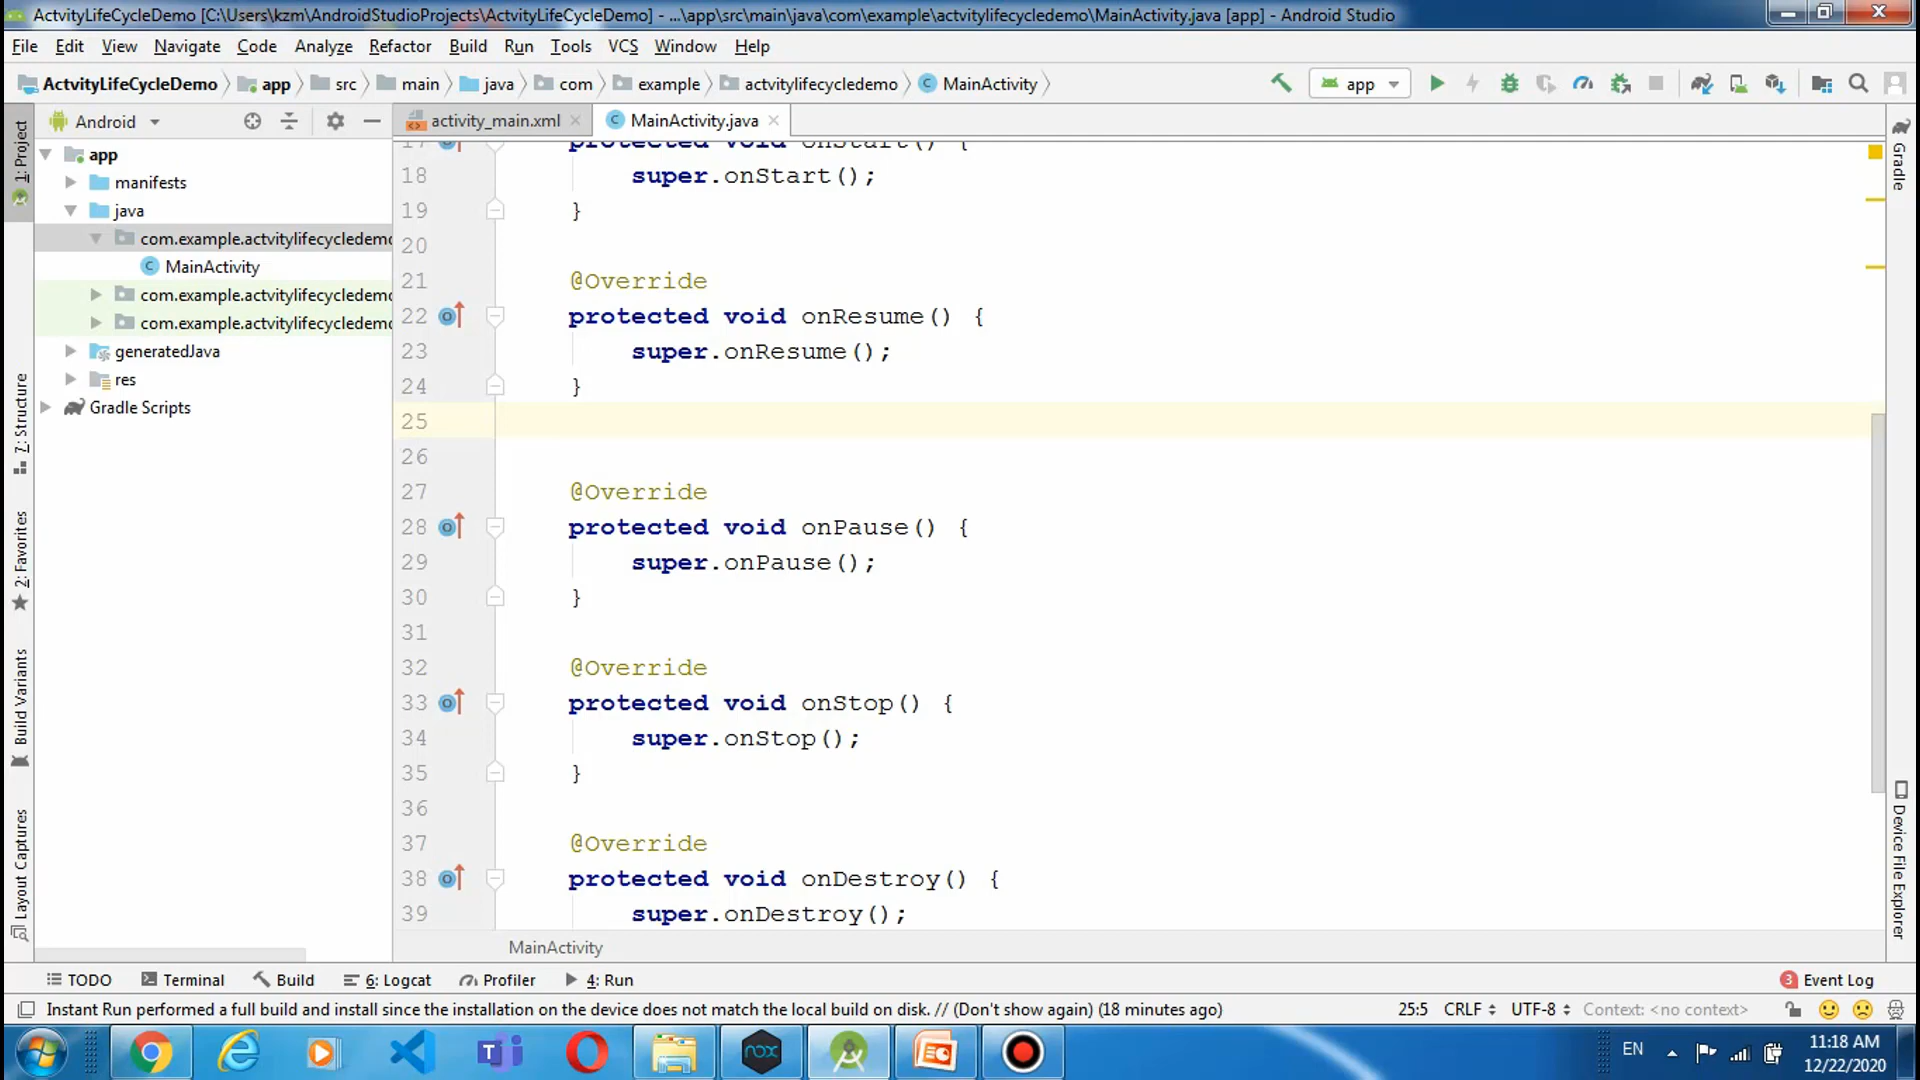 ActvityLifeCycleDemo [C:\Users\kzm\AndroidStudioProjects\ActvityLifeCycleDemo] - ...\app\src\main\java\com\example\actvitylifecycledemo\MainActivity.java [app] - Android Studio
File Edit View Navigate Code Analyze Refactor Build Run Tools VCS Window Help
ActvityLifeCycleDemo app src main java com example actvitylifecycledemo MainActivity app
Android activity_main.xml MainActivity.java
1: Project
7: Structure
2: Favorites
Build Variants
Layout Captures
app
manifests
java
com.example.actvitylifecycledemo
MainActivity
com.example.actvitylifecycledemo
com.example.actvitylifecycledemo
generatedJava
res
Gradle Scripts
17 protected void onStart() {
18 super.onStart();
19 }
20
21 @Override
22 protected void onResume() {
23 super.onResume();
24 }
25
26
27 @Override
28 protected void onPause() {
29 super.onPause();
30 }
31
32 @Override
33 protected void onStop() {
34 super.onStop();
35 }
36
37 @Override
38 protected void onDestroy() {
39 super.onDestroy();
MainActivity
Gradle
Device File Explorer
TODO Terminal Build 6: Logcat Profiler 4: Run 3 Event Log
Instant Run performed a full build and install since the installation on the device does not match the local build on disk. // (Don't show again) (18 minutes ago) 25:5 CRLF UTF-8 Context: <no context>
nox
EN
11:18 AM
12/22/2020